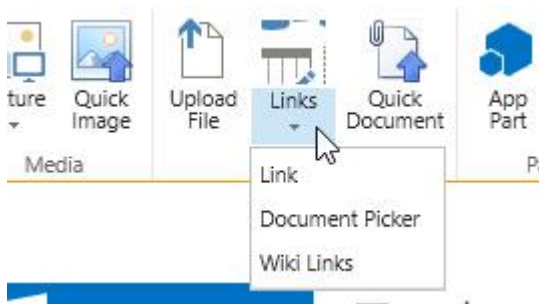 ture
Quick
Image
Upload
File
Links
Quick
Document
App
Part
Media
Link
Document Picker
Wiki Links